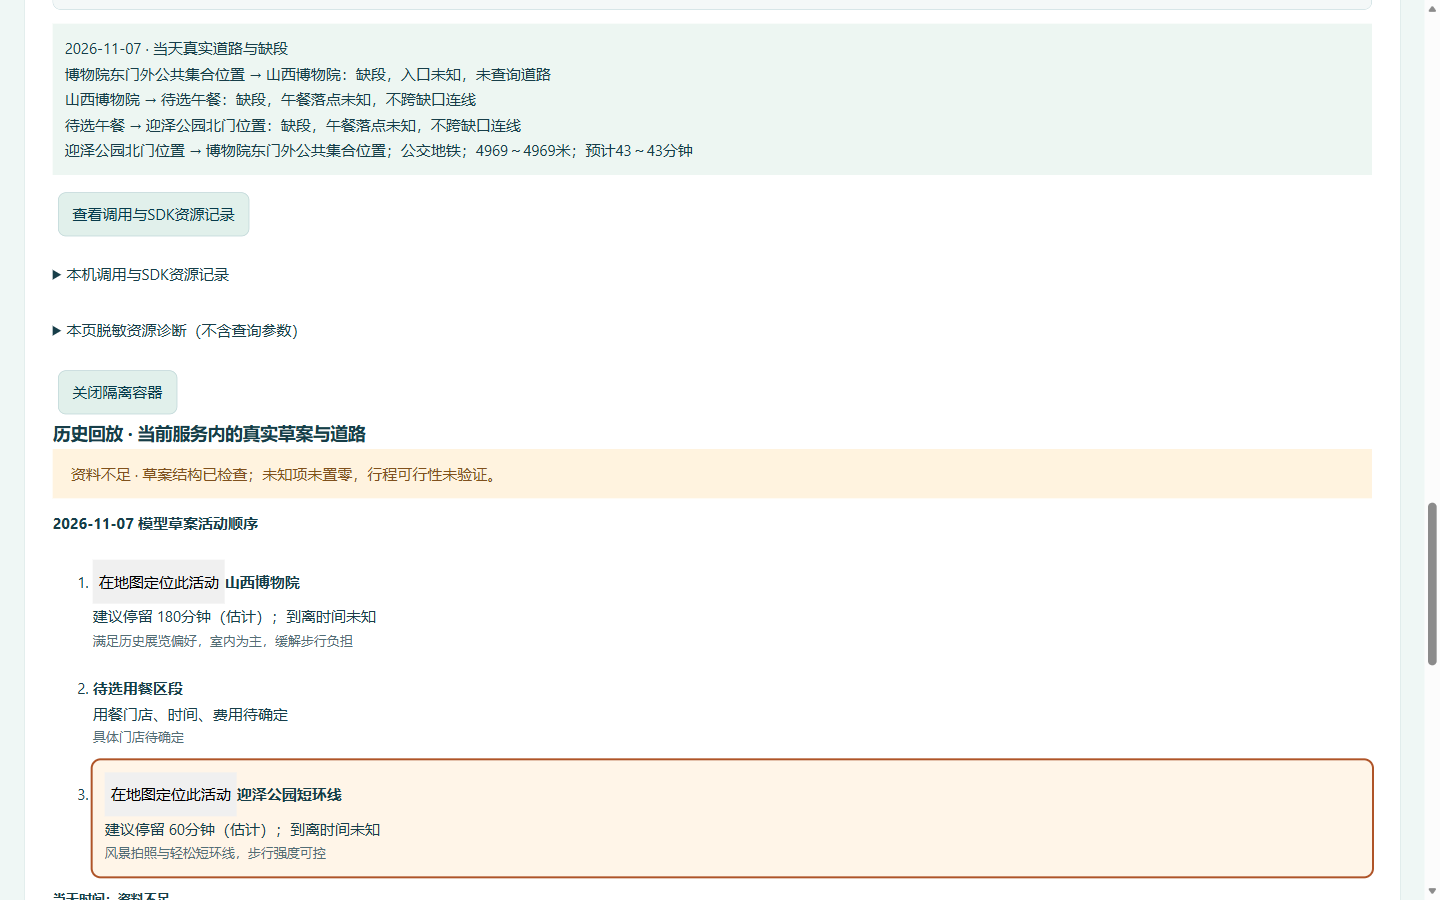 2026-11-07 · 当天真实道路与缺段
博物院东门外公共集合位置 → 山西博物院：缺段，入口未知，未查询道路
山西博物院 → 待选午餐：缺段，午餐落点未知，不跨缺口连线
待选午餐 → 迎泽公园北门位置：缺段，午餐落点未知，不跨缺口连线
迎泽公园北门位置 → 博物院东门外公共集合位置；公交地铁；4969～4969米；预计43～43分钟
查看调用与SDK资源记录
▶ 本机调用与SDK资源记录
▶ 本页脱敏资源诊断（不含查询参数）
关闭隔离容器
历史回放 · 当前服务内的真实草案与道路
资料不足 · 草案结构已检查；未知项未置零，行程可行性未验证。
2026-11-07 模型草案活动顺序
1. 在地图定位此活动 山西博物院
建议停留 180分钟（估计）；到离时间未知
满足历史展览偏好，室内为主，缓解步行负担
2. 待选用餐区段
用餐门店、时间、费用待确定
具体门店待确定
3. 在地图定位此活动 迎泽公园短环线
建议停留 60分钟（估计）；到离时间未知
风景拍照与轻松短环线，步行强度可控
当天时间：资料不足